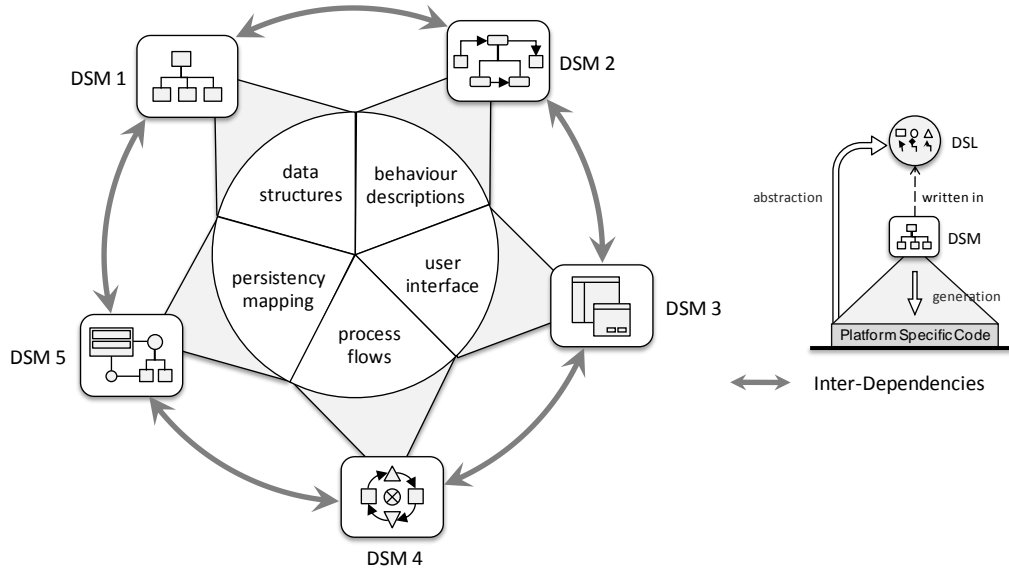 DSM 1
DSM 2
data
structures
behaviour
descriptions
persistency
mapping
user
interface
process
flows
DSM 3
DSM 5
DSM 4
DSL
abstraction
written in
DSM
generation
Platform Specific Code
Inter-Dependencies